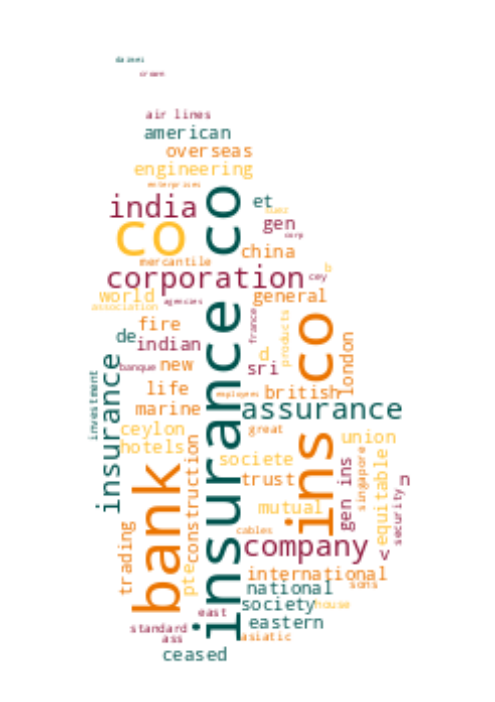 crown
air lines
american
overseas
engineering
enterprises
india
et
suez
gen
corp
co
insurance co
china
mercantile
b
corporation
cey
world
general
agencies
association
fire
de
indian
france
products
co
london
banque
new
d
sri
life
employees
british
investment
insurance
marine
assurance
ceylon
great
union
hotels
societe
construction
bank
trust
ins
gen ins
singapore
equitable
n
security
mutual
cables
trading
company
v
pte
international
national
sons
society
house
east
eastern
standard
ass
asiatic
ceased